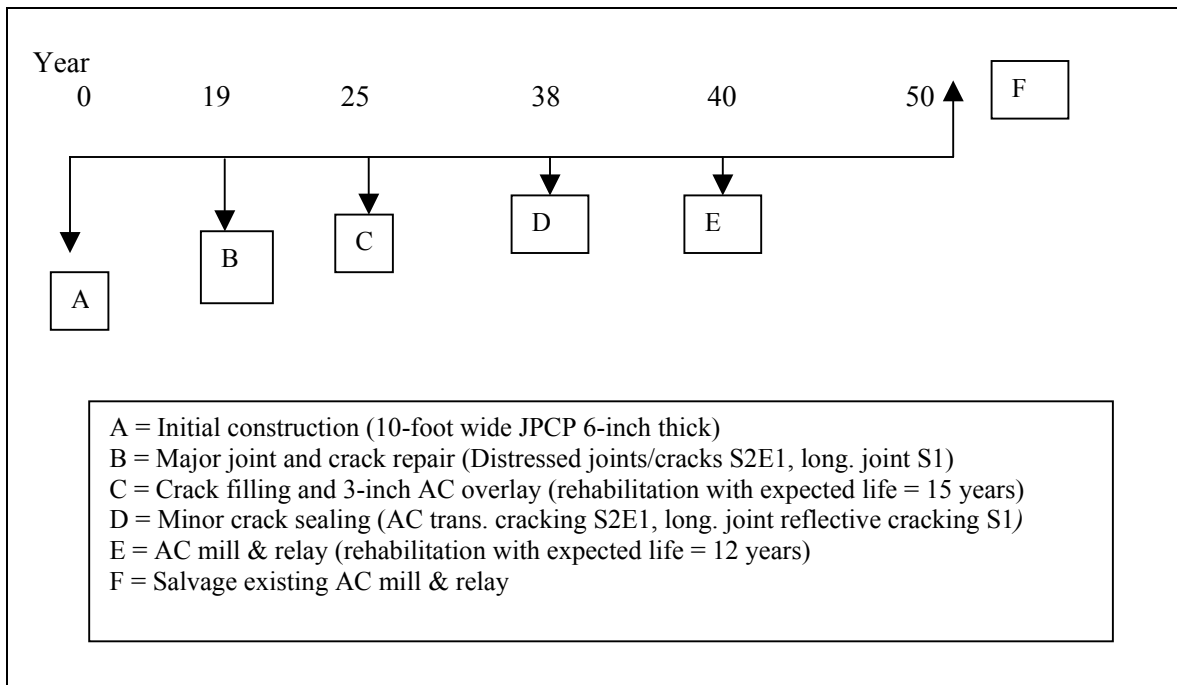 Year
0 19 25 38 40 50 F
A B C D E
A = Initial construction (10-foot wide JPCP 6-inch thick)
B = Major joint and crack repair (Distressed joints/cracks S2E1, long. joint S1)
C = Crack filling and 3-inch AC overlay (rehabilitation with expected life = 15 years)
D = Minor crack sealing (AC trans. cracking S2E1, long. joint reflective cracking S1)
E = AC mill & relay (rehabilitation with expected life = 12 years)
F = Salvage existing AC mill & relay